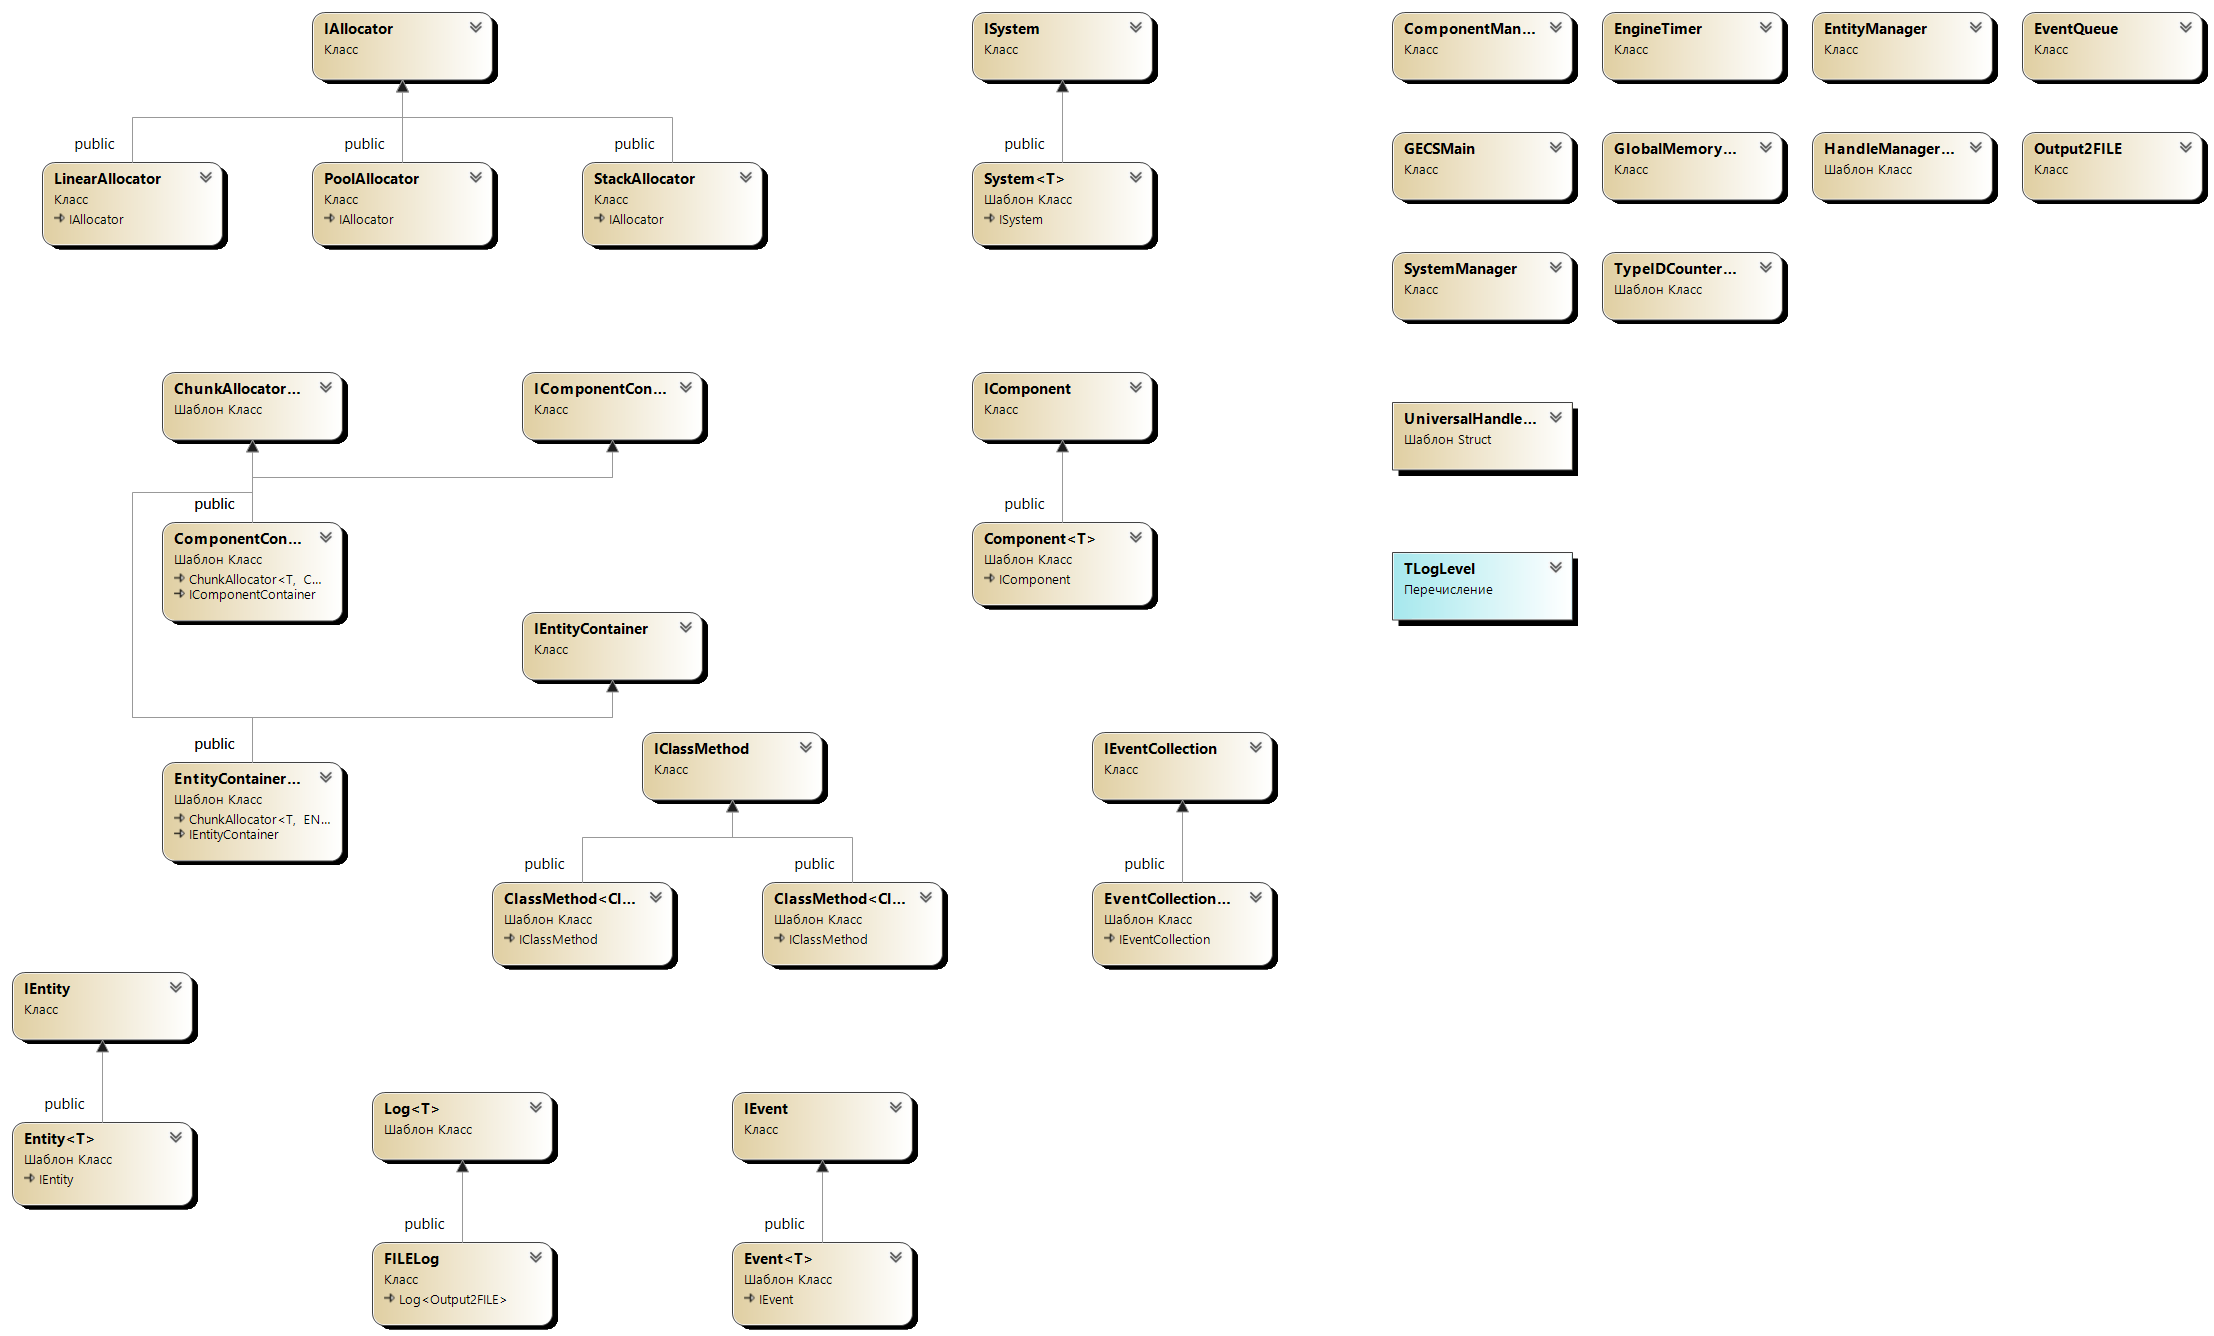 IAllocator
Класс
public
public
public
LinearAllocator
Класс
IAllocator
PoolAllocator
Класс
IAllocator
StackAllocator
Класс
IAllocator
ISystem
Класс
public
System<T>
Шаблон Класс
ISystem
ComponentMan...
Класс
EngineTimer
Класс
EntityManager
Класс
EventQueue
Класс
GECSMain
Класс
GlobalMemory...
Класс
HandleManager...
Шаблон Класс
Output2FILE
Класс
SystemManager
Класс
TypeIDCounter...
Шаблон Класс
ChunkAllocator...
Шаблон Класс
IComponentCon...
Класс
public
ComponentCon...
Шаблон Класс
ChunkAllocator<T, C...
IComponentContainer
IComponent
Класс
public
Component<T>
Шаблон Класс
IComponent
UniversalHandle...
Шаблон Struct
TLogLevel
Перечисление
IEntityContainer
Класс
public
EntityContainer...
Шаблон Класс
ChunkAllocator<T, EN...
IEntityContainer
IClassMethod
Класс
public
public
ClassMethod<Cl...
Шаблон Класс
IClassMethod
ClassMethod<Cl...
Шаблон Класс
IClassMethod
IEventCollection
Класс
public
EventCollection...
Шаблон Класс
IEventCollection
IEntity
Класс
public
Entity<T>
Шаблон Класс
IEntity
Log<T>
Шаблон Класс
public
FILELog
Класс
Log<Output2FILE>
IEvent
Класс
public
Event<T>
Шаблон Класс
IEvent